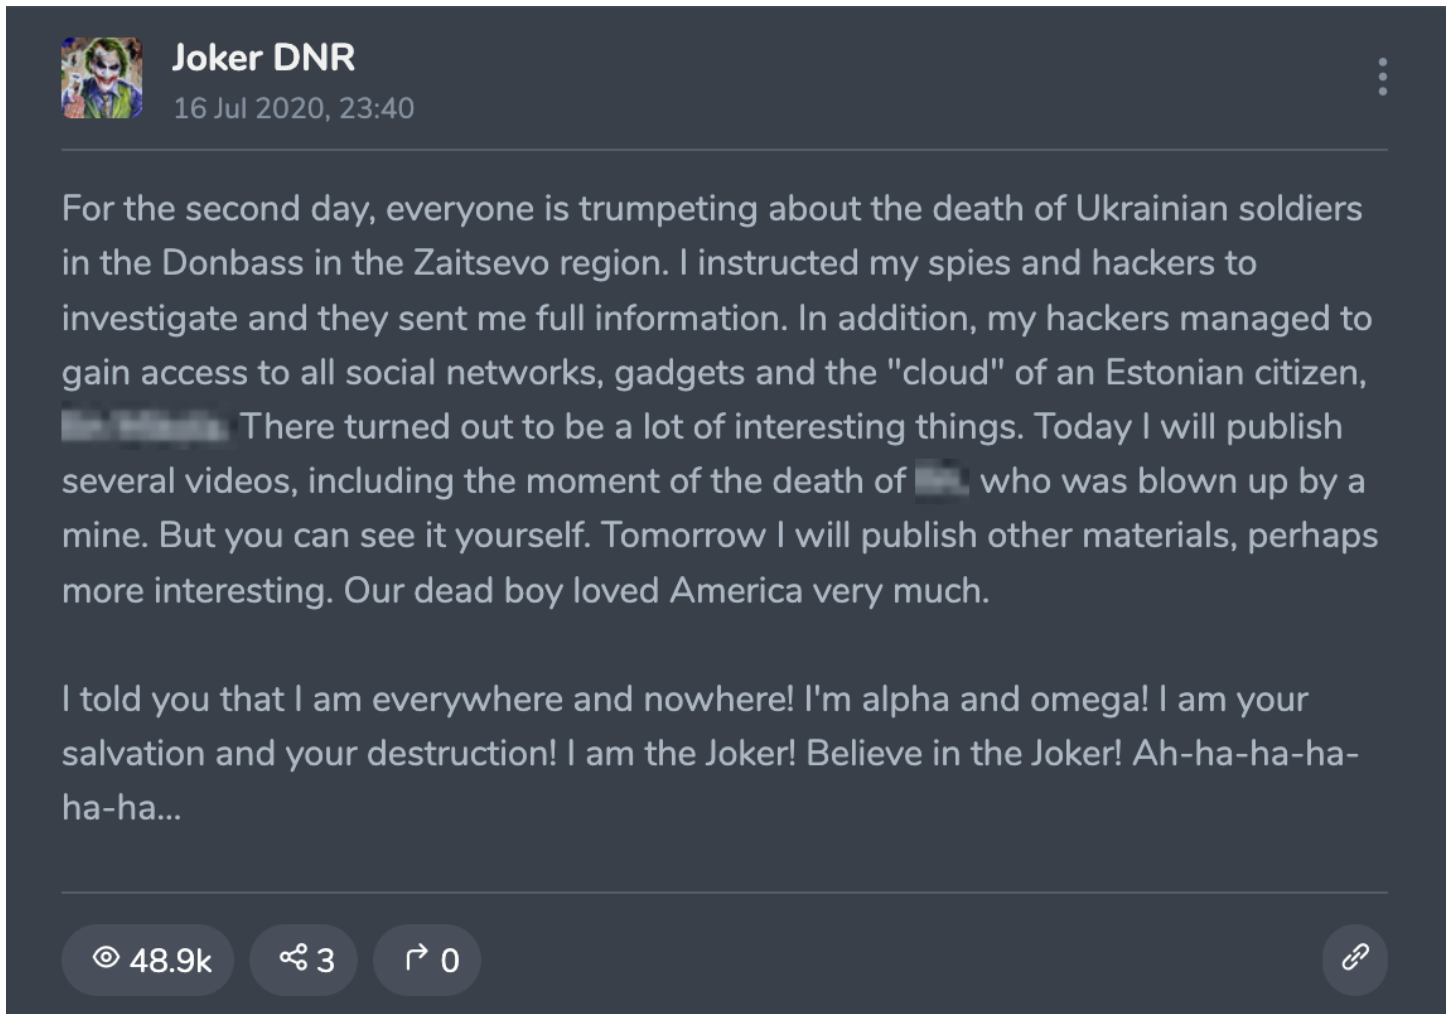 Joker DNR
16 Jul 2020, 23:40
For the second day, everyone is trumpeting about the death of Ukrainian soldiers
in the Donbass in the Zaitsevo region. I instructed my spies and hackers to
investigate and they sent me full information. In addition, my hackers managed to
gain access to all social networks, gadgets and the "cloud" of an Estonian citizen,
There turned out to be a lot of interesting things. Today I will publish
several videos, including the moment of the death of who was blown up by a
mine. But you can see it yourself. Tomorrow I will publish other materials, perhaps
more interesting. Our dead boy loved America very much.
I told you that I am everywhere and nowhere! I'm alpha and omega! I am your
salvation and your destruction! I am the Joker! Believe in the Joker! Ah-ha-ha-ha-
ha-ha...
48.9k 3 0